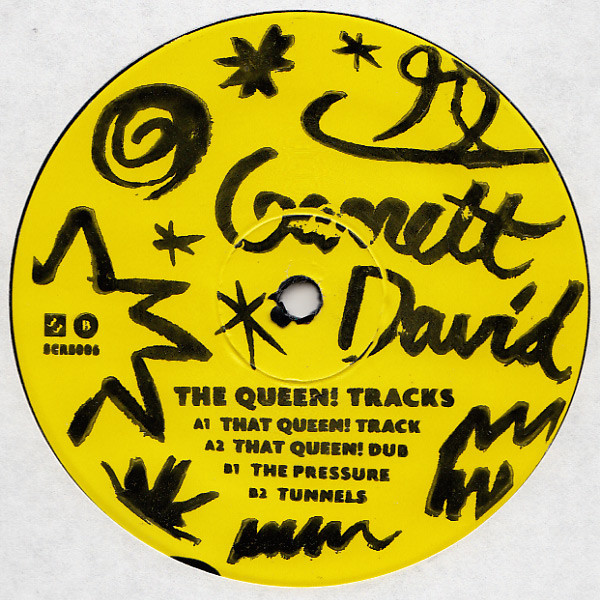 Garrett
David
B
SCRS006
THE QUEEN! TRACKS
A1 THAT QUEEN! TRACK
A2 THAT QUEEN! DUB
B1 THE PRESSURE
B2 TUNNELS